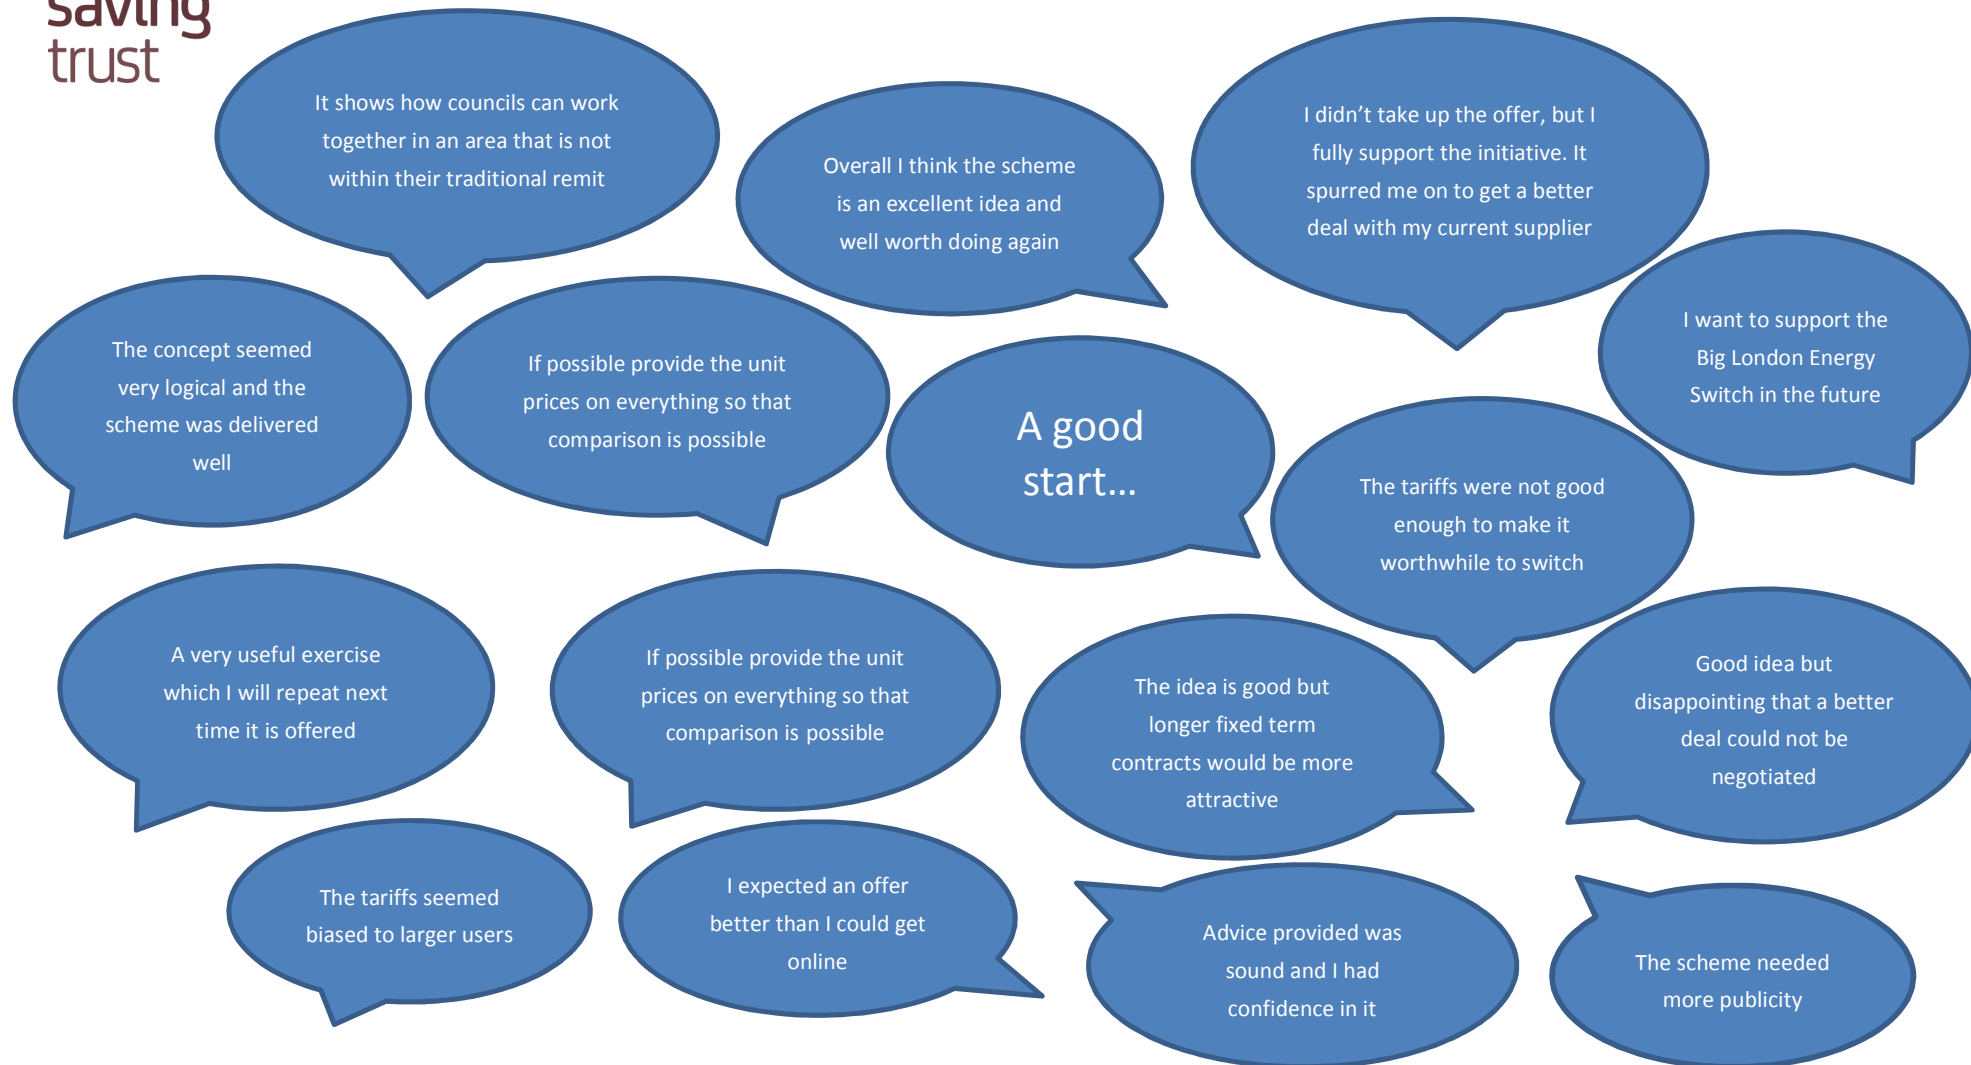 saving
trust
It shows how councils can work
together in an area that is not
within their traditional remit
Overall I think the scheme
is an excellent idea and
well worth doing again
I didn’t take up the offer, but I
fully support the initiative. It
spurred me on to get a better
deal with my current supplier
I want to support the
Big London Energy
Switch in the future
The concept seemed
very logical and the
scheme was delivered
well
If possible provide the unit
prices on everything so that
comparison is possible
A good
start...
The tariffs were not good
enough to make it
worthwhile to switch
A very useful exercise
which I will repeat next
time it is offered
If possible provide the unit
prices on everything so that
comparison is possible
The idea is good but
longer fixed term
contracts would be more
attractive
Good idea but
disappointing that a better
deal could not be
negotiated
The tariffs seemed
biased to larger users
I expected an offer
better than I could get
online
Advice provided was
sound and I had
confidence in it
The scheme needed
more publicity